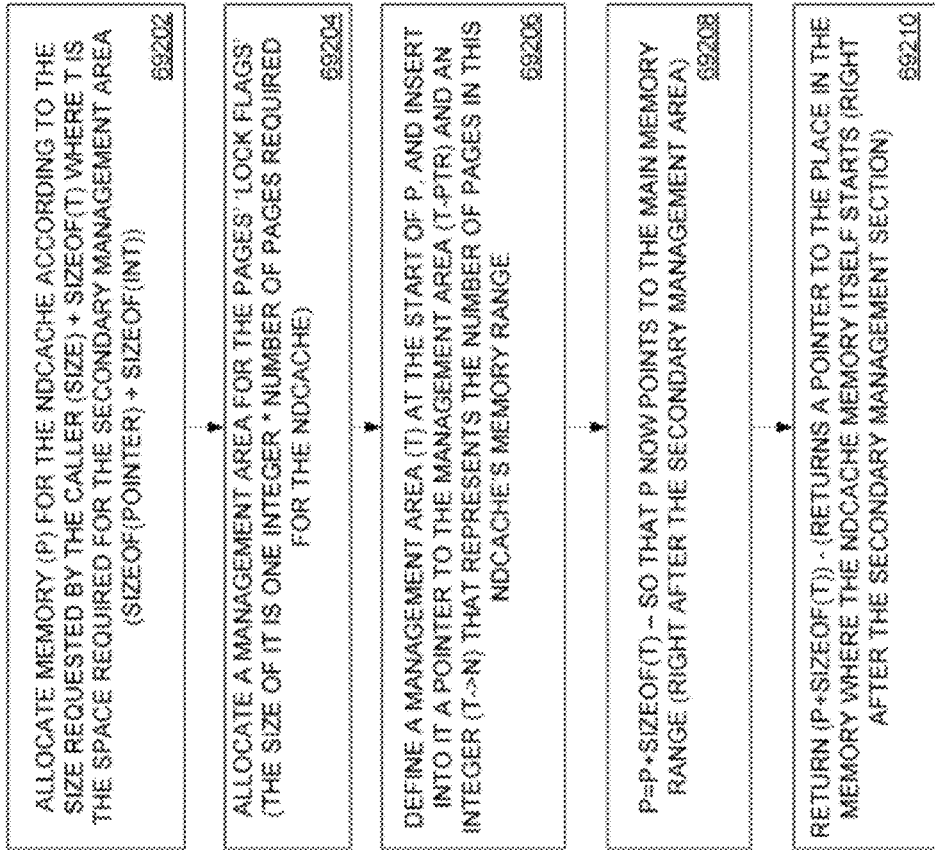 ALLOCATE MEMORY (P) FOR THE NDCACHE ACCORDING TO THE
SIZE REQUESTED BY THE CALLER (SIZE) + SIZEOF(T) WHERE T IS
THE SPACE REQUIRED FOR THE SECONDARY MANAGEMENT AREA
(SIZEOF(POINTER) + SIZEOF(INT))
69202
ALLOCATE A MANAGEMENT AREA FOR THE PAGES' 'LOCK FLAGS'
(THE SIZE OF IT IS ONE INTEGER * NUMBER OF PAGES REQUIRED
FOR THE NDCACHE)
69204
DEFINE A MANAGEMENT AREA (T) AT THE START OF P, AND INSERT
INTO IT A POINTER TO THE MANAGEMENT AREA (T-PTR) AND AN
INTEGER (T->N) THAT REPRESENTS THE NUMBER OF PAGES IN THIS
NDCACHE'S MEMORY RANGE
69206
P=P+SIZEOF(T) – SO THAT P NOW POINTS TO THE MAIN MEMORY
RANGE (RIGHT AFTER THE SECONDARY MANAGEMENT AREA)
69208
RETURN (P+SIZEOF(T)) - (RETURNS A POINTER TO THE PLACE IN THE
MEMORY WHERE THE NDCACHE MEMORY ITSELF STARTS (RIGHT
AFTER THE SECONDARY MANAGEMENT SECTION)
69210